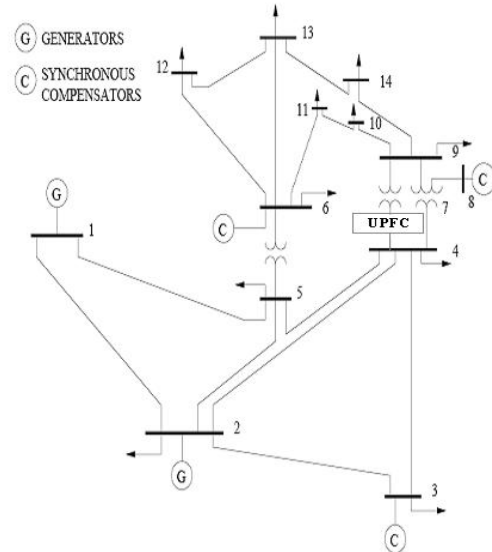 G GENERATORS
C SYNCHRONOUS
COMPENSATORS
13
12
14
11
10
9
C
G
7
8
C
6
UPFC
1
4
5
2
G
3
C